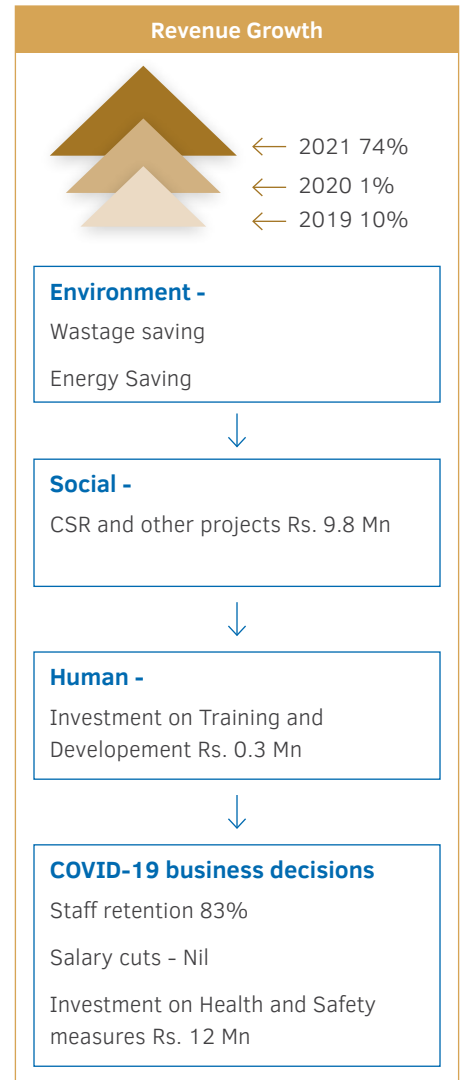 Revenue Growth
2021 74%
2020 1%
2019 10%
Environment -
Wastage saving
Energy Saving
Social -
CSR and other projects Rs. 9.8 Mn
Human -
Investment on Training and
Developement Rs. 0.3 Mn
COVID-19 business decisions
Staff retention 83%
Salary cuts - Nil
Investment on Health and Safety
measures Rs. 12 Mn